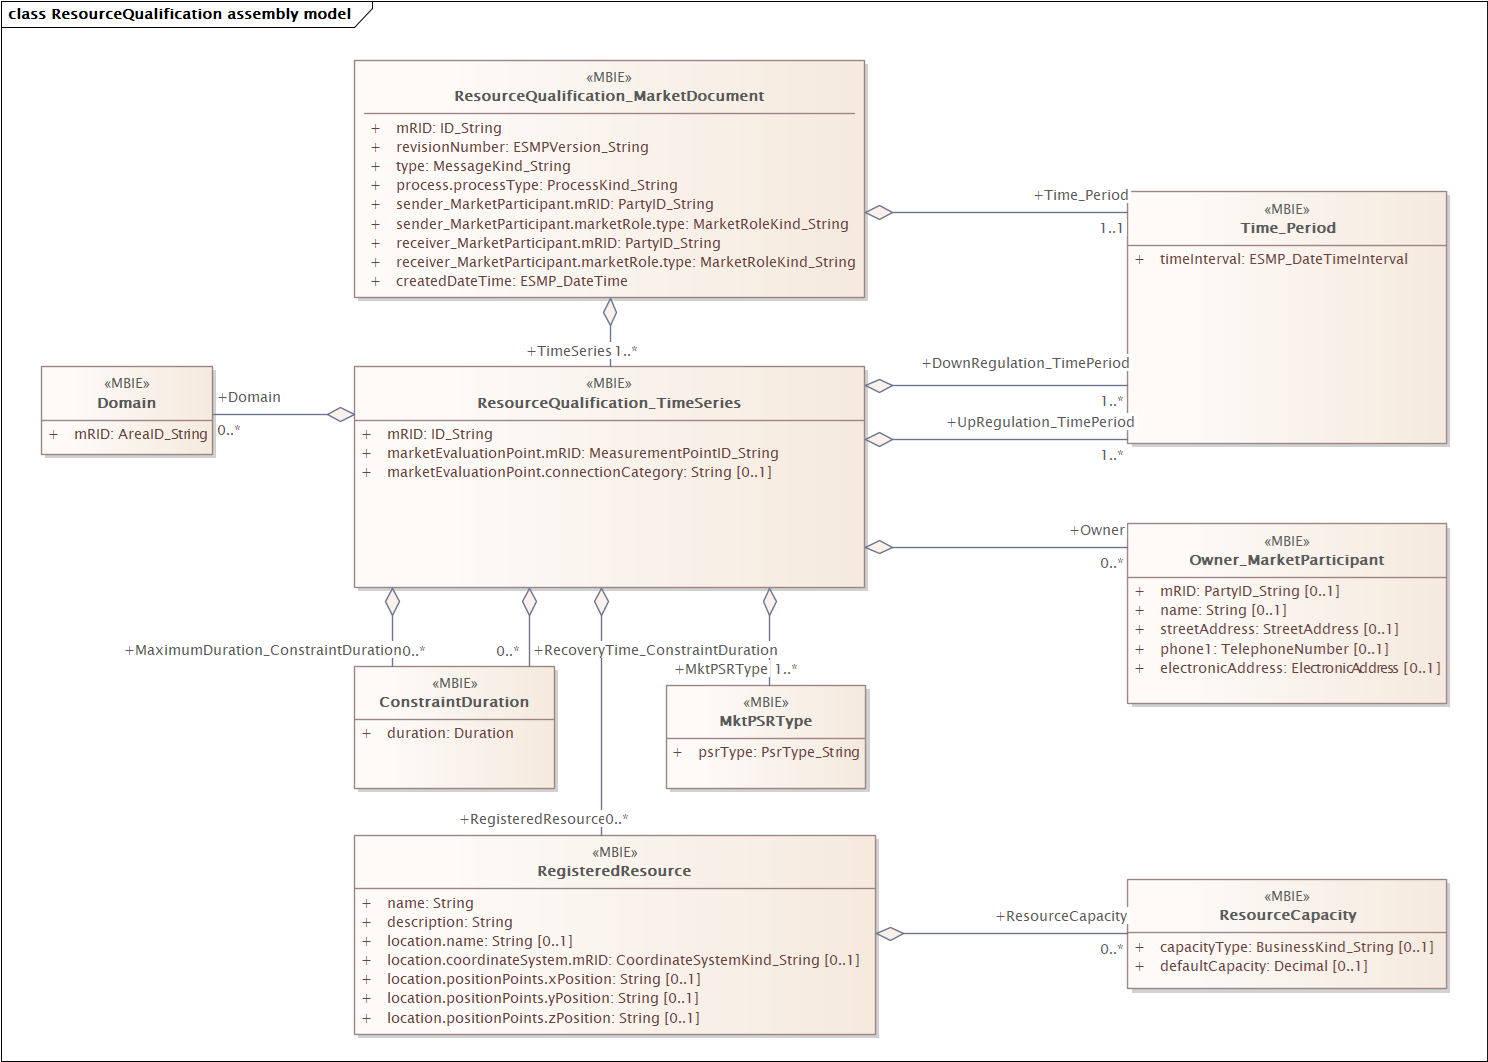 class ResourceQualification assembly model
«MBIE»
ResourceQualification_MarketDocument
+ mRID: ID_String
+ revisionNumber: ESMPVersion_String
+ type: MessageKind_String
+ process.processType: ProcessKind_String
+ sender_MarketParticipant.mRID: PartyID_String
+ sender_MarketParticipant.marketRole.type: MarketRoleKind_String
+ receiver_MarketParticipant.mRID: PartyID_String
+ receiver_MarketParticipant.marketRole.type: MarketRoleKind_String
+ createdDateTime: ESMP_DateTime
+Time_Period
1..1
«MBIE»
Time_Period
+ timeInterval: ESMP_DateTimeInterval
+TimeSeries 1..*
+DownRegulation_TimePeriod
1..*
+UpRegulation_TimePeriod
1..*
«MBIE»
Domain
+ mRID: AreaID_String
+Domain
0..*
«MBIE»
ResourceQualification_TimeSeries
+ mRID: ID_String
+ marketEvaluationPoint.mRID: MeasurementPointID_String
+ marketEvaluationPoint.connectionCategory: String [0..1]
+Owner
0..*
«MBIE»
Owner_MarketParticipant
+ mRID: PartyID_String [0..1]
+ name: String [0..1]
+ streetAddress: StreetAddress [0..1]
+ phone1: TelephoneNumber [0..1]
+ electronicAddress: ElectronicAddress [0..1]
+MaximumDuration_ConstraintDuration 0..*
0..* +RecoveryTime_ConstraintDuration
+MktPSRType 1..*
«MBIE»
ConstraintDuration
+ duration: Duration
«MBIE»
MktPSRType
+ psrType: PsrType_String
+RegisteredResource 0..*
«MBIE»
RegisteredResource
+ name: String
+ description: String
+ location.name: String [0..1]
+ location.coordinateSystem.mRID: CoordinateSystemKind_String [0..1]
+ location.positionPoints.xPosition: String [0..1]
+ location.positionPoints.yPosition: String [0..1]
+ location.positionPoints.zPosition: String [0..1]
+ResourceCapacity
0..*
«MBIE»
ResourceCapacity
+ capacityType: BusinessKind_String [0..1]
+ defaultCapacity: Decimal [0..1]